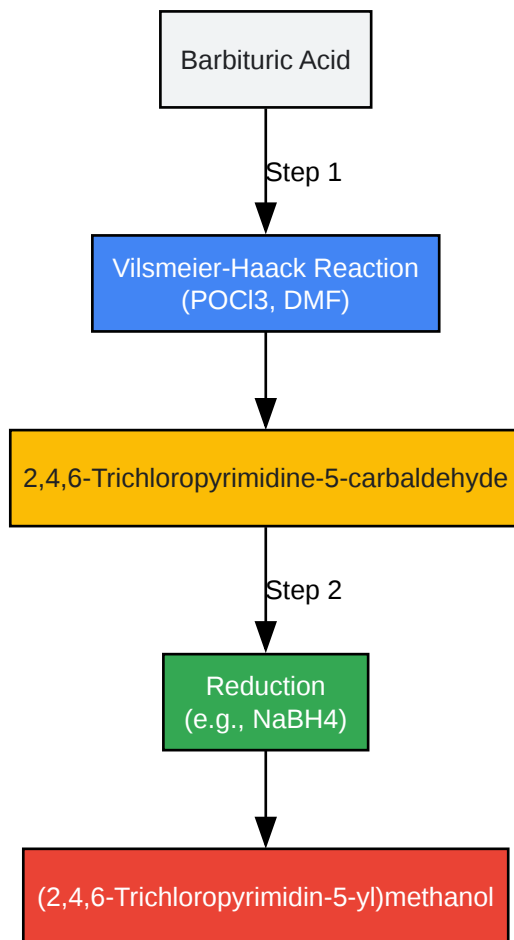 Barbituric Acid
Step 1
Vilsmeier-Haack Reaction
(POCl3, DMF)
2,4,6-Trichloropyrimidine-5-carbaldehyde
Step 2
Reduction
(e.g., NaBH4)
(2,4,6-Trichloropyrimidin-5-yl)methanol